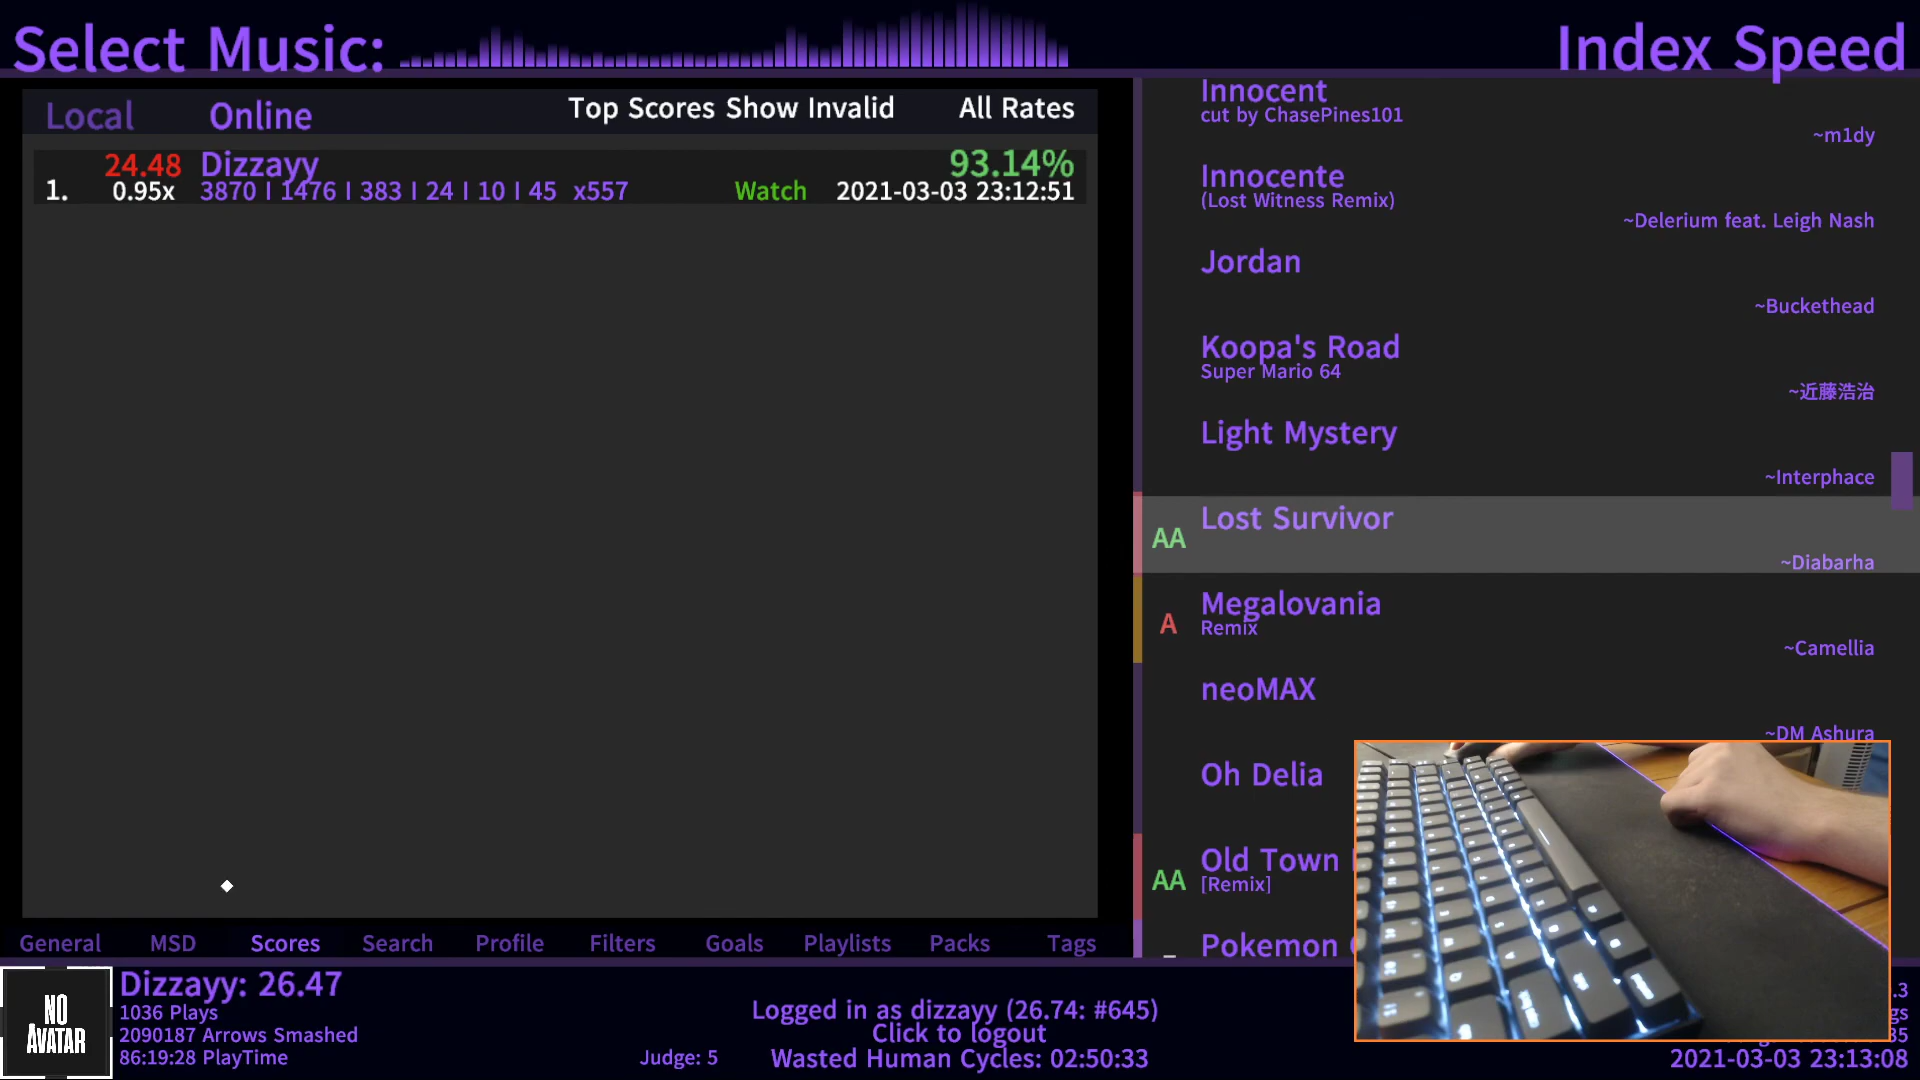 Select Music:
Index Speed
Local
Online
Top Scores
Show Invalid
All Rates
1.
24.48
0.95x
Dizzayy
3870 | 1476 | 383 | 24 | 10 | 45 x557
Watch
93.14%
2021-03-03 23:12:51
Innocent
cut by ChasePines101
~m1dy
Innocente
(Lost Witness Remix)
~Delerium feat. Leigh Nash
Jordan
~Buckethead
Koopa's Road
Super Mario 64
~近藤浩治
Light Mystery
~Interphace
AA
Lost Survivor
~Diabarha
A
Megalovania
Remix
~Camellia
neoMAX
~DM Ashura
Oh Delia
AA
Old Town
[Remix]
Pokemon
General
MSD
Scores
Search
Profile
Filters
Goals
Playlists
Packs
Tags
NO
AVATAR
Dizzayy: 26.47
1036 Plays
2090187 Arrows Smashed
86:19:28 PlayTime
Judge: 5
Logged in as dizzayy (26.74: #645)
Click to logout
Wasted Human Cycles: 02:50:33
.3
gs
35
2021-03-03 23:13:08